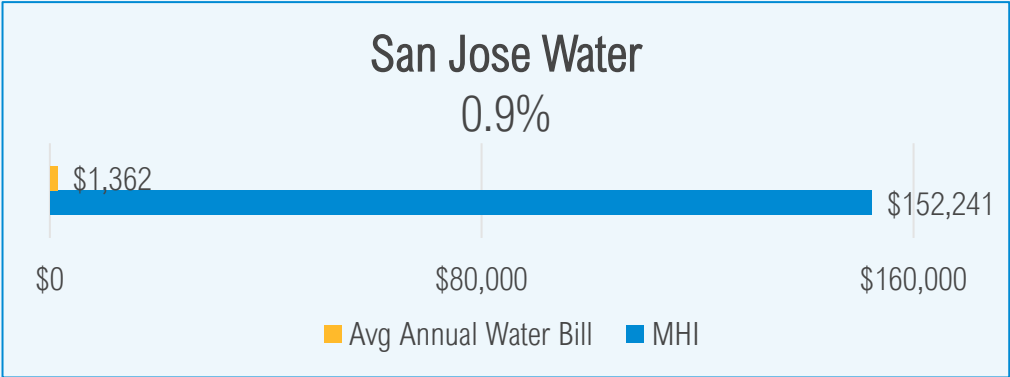 San Jose Water
0.9%
$1,362
$152,241
$0 $80,000 $160,000
Avg Annual Water Bill MHI